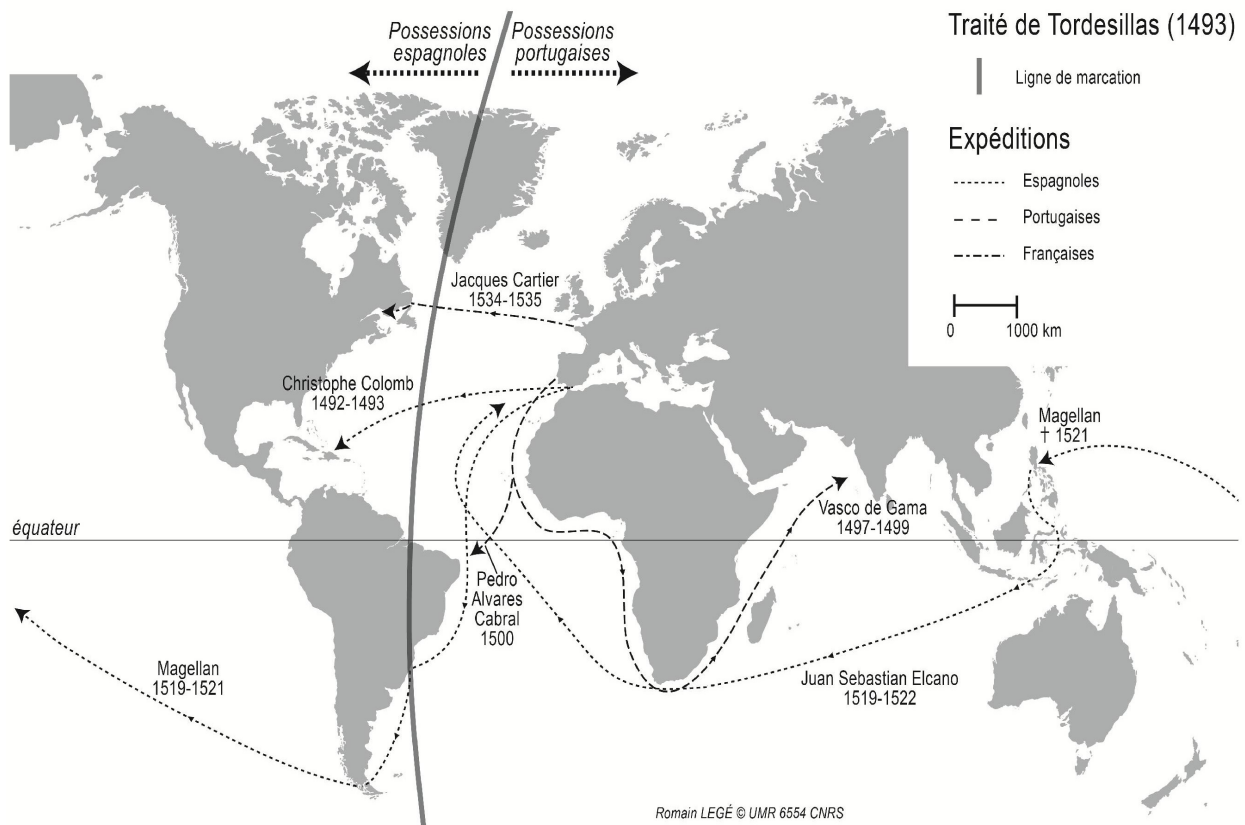 Possessions
espagnoles
Possessions
portugaises
Traité de Tordesillas (1493)
Ligne de marcation
Expéditions
Espagnoles
Portugaises
Françaises
0 1000 km
Jacques Cartier
1534-1535
Christophe Colomb
1492-1493
Magellan
† 1521
Vasco de Gama
1497-1499
équateur
Pedro
Alvares
Cabral
1500
Magellan
1519-1521
Juan Sebastian Elcano
1519-1522
Romain LEGÉ © UMR 6554 CNRS